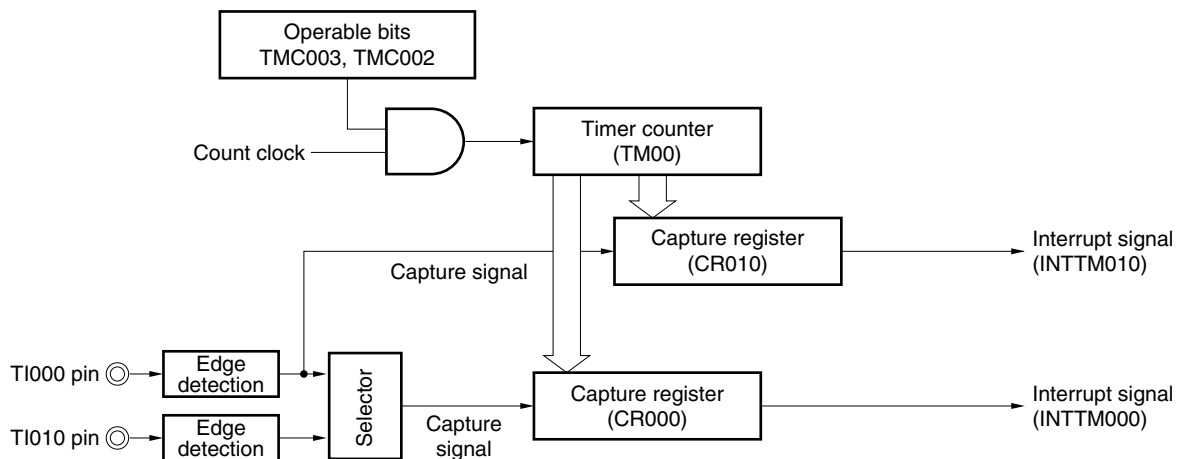 Operable bits
TMC003, TMC002
Count clock
Timer counter
(TM00)
Capture register
(CR010)
Interrupt signal
(INTTM010)
Capture signal
TI000 pin
Edge
detection
Selector
Capture register
(CR000)
Interrupt signal
(INTTM000)
TI010 pin
Edge
detection
Capture
signal